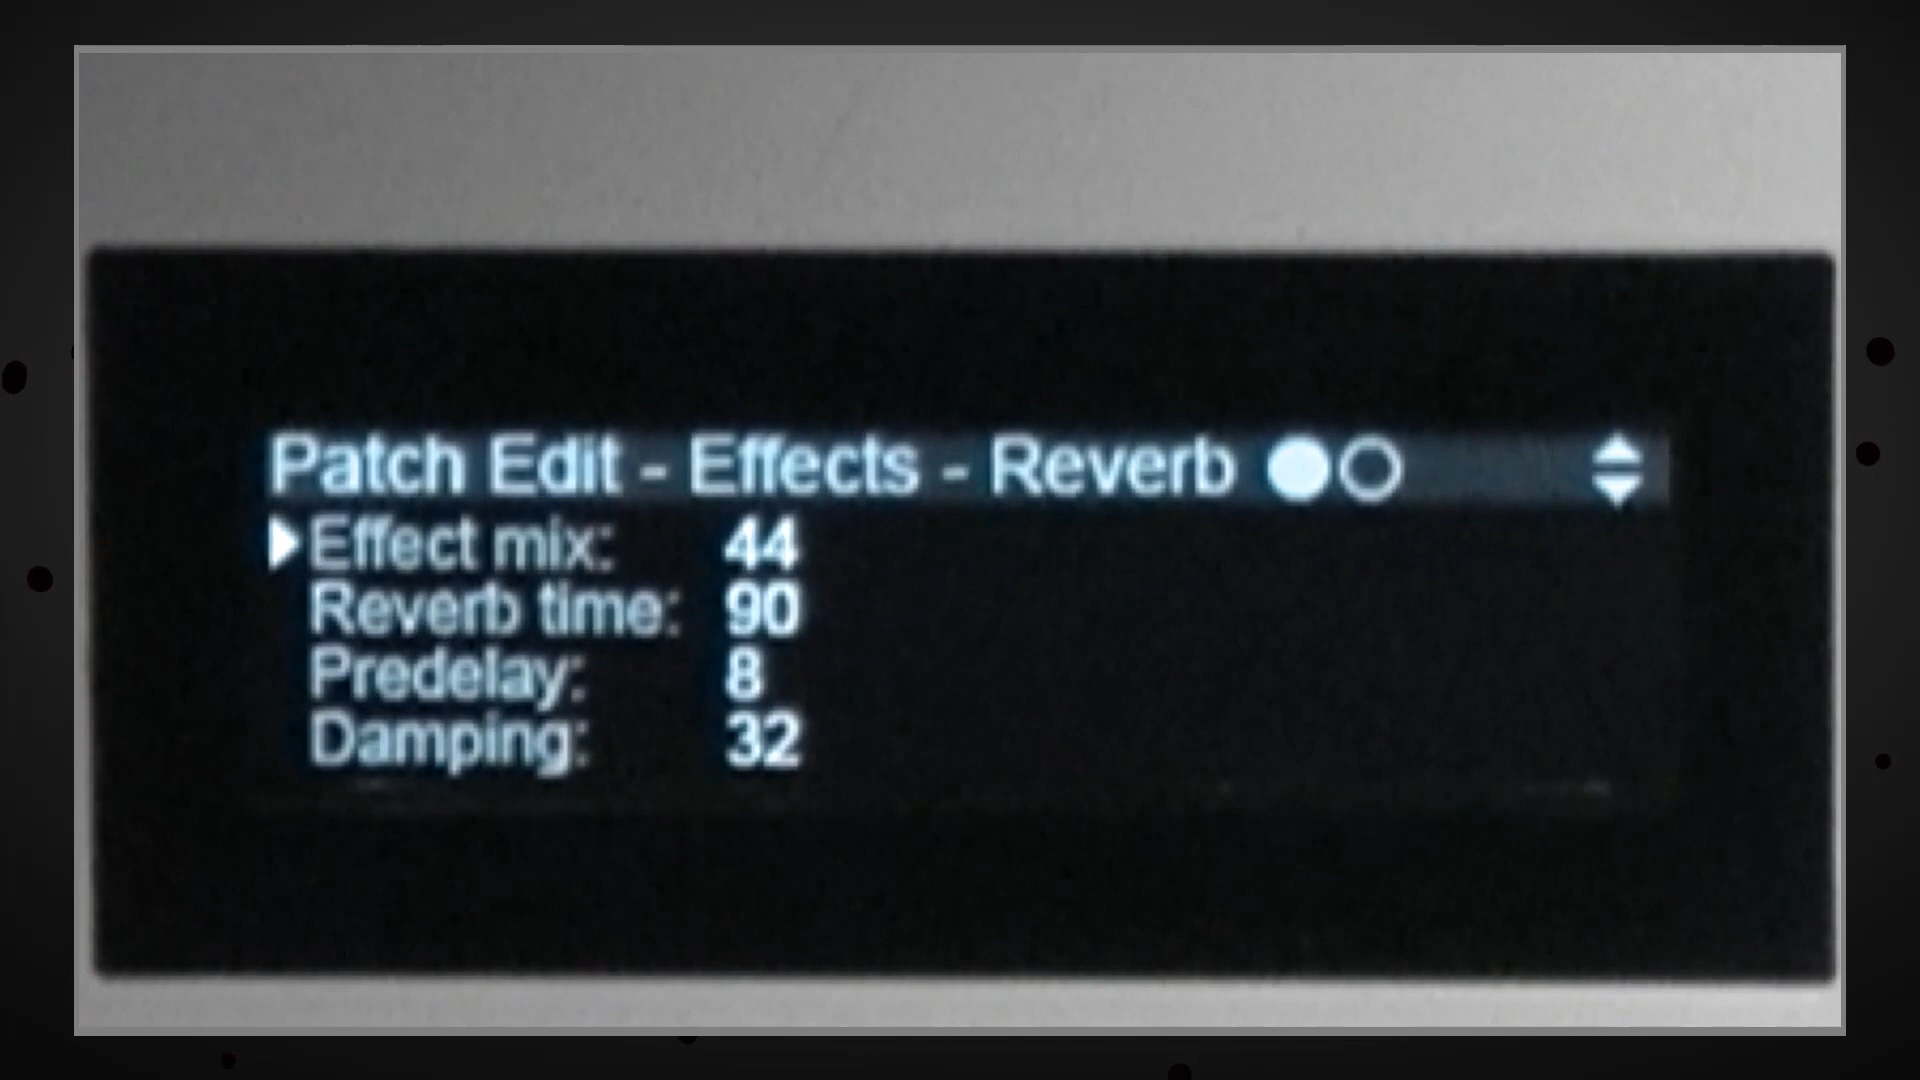 Patch Edit - Effects - Reverb
Effect mix: 44
Reverb time: 90
Predelay: 8
Damping: 32